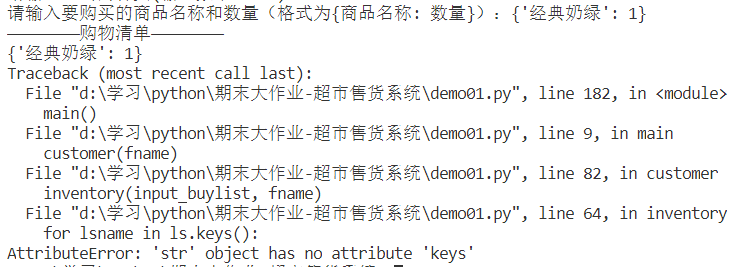 请输入要购买的商品名称和数量（格式为{商品名称: 数量}）: {'经典奶绿': 1}
————————购物清单————————
{'经典奶绿': 1}
Traceback (most recent call last):
  File "d:\学习\python\期末大作业-超市售货系统\demo01.py", line 182, in <module>
    main()
  File "d:\学习\python\期末大作业-超市售货系统\demo01.py", line 9, in main
    customer(fname)
  File "d:\学习\python\期末大作业-超市售货系统\demo01.py", line 82, in customer
    inventory(input_buylist, fname)
  File "d:\学习\python\期末大作业-超市售货系统\demo01.py", line 64, in inventory
    for lsname in ls.keys():
AttributeError: 'str' object has no attribute 'keys'